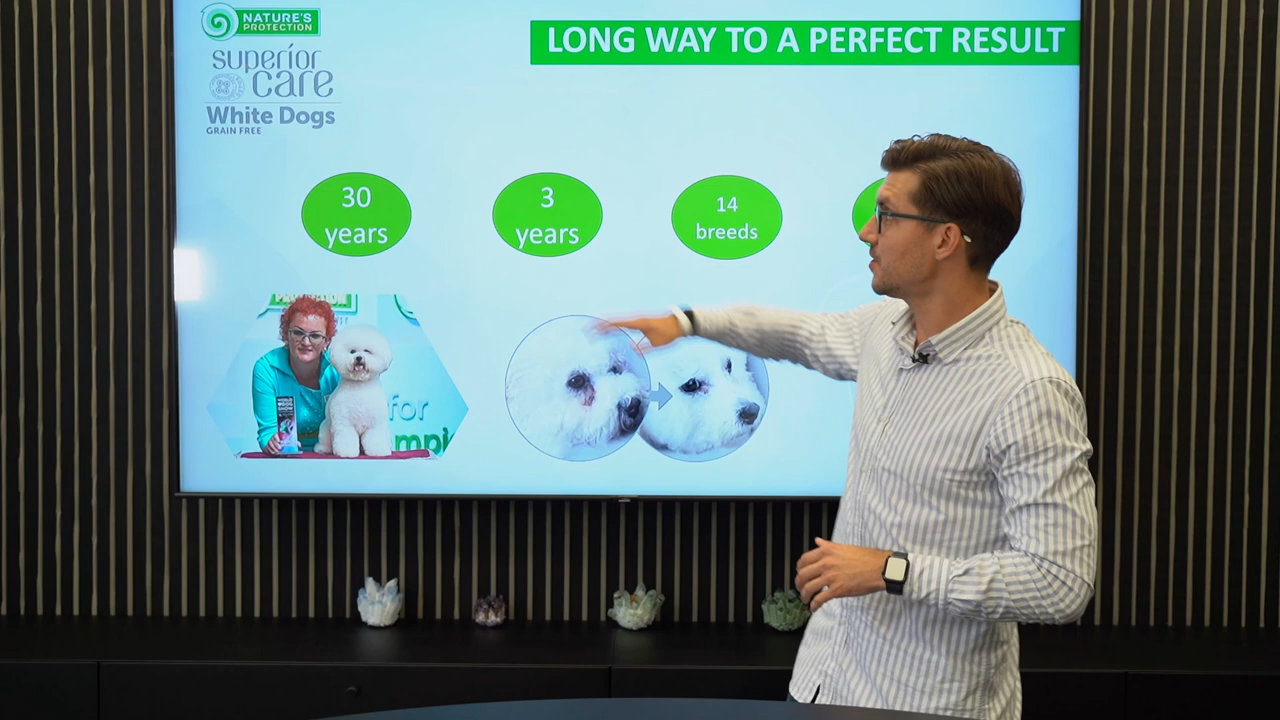 NATURE'S
PROTECTION
superior
care
White Dogs
GRAIN FREE
LONG WAY TO A PERFECT RESULT
30
years
3
years
14
breeds
for